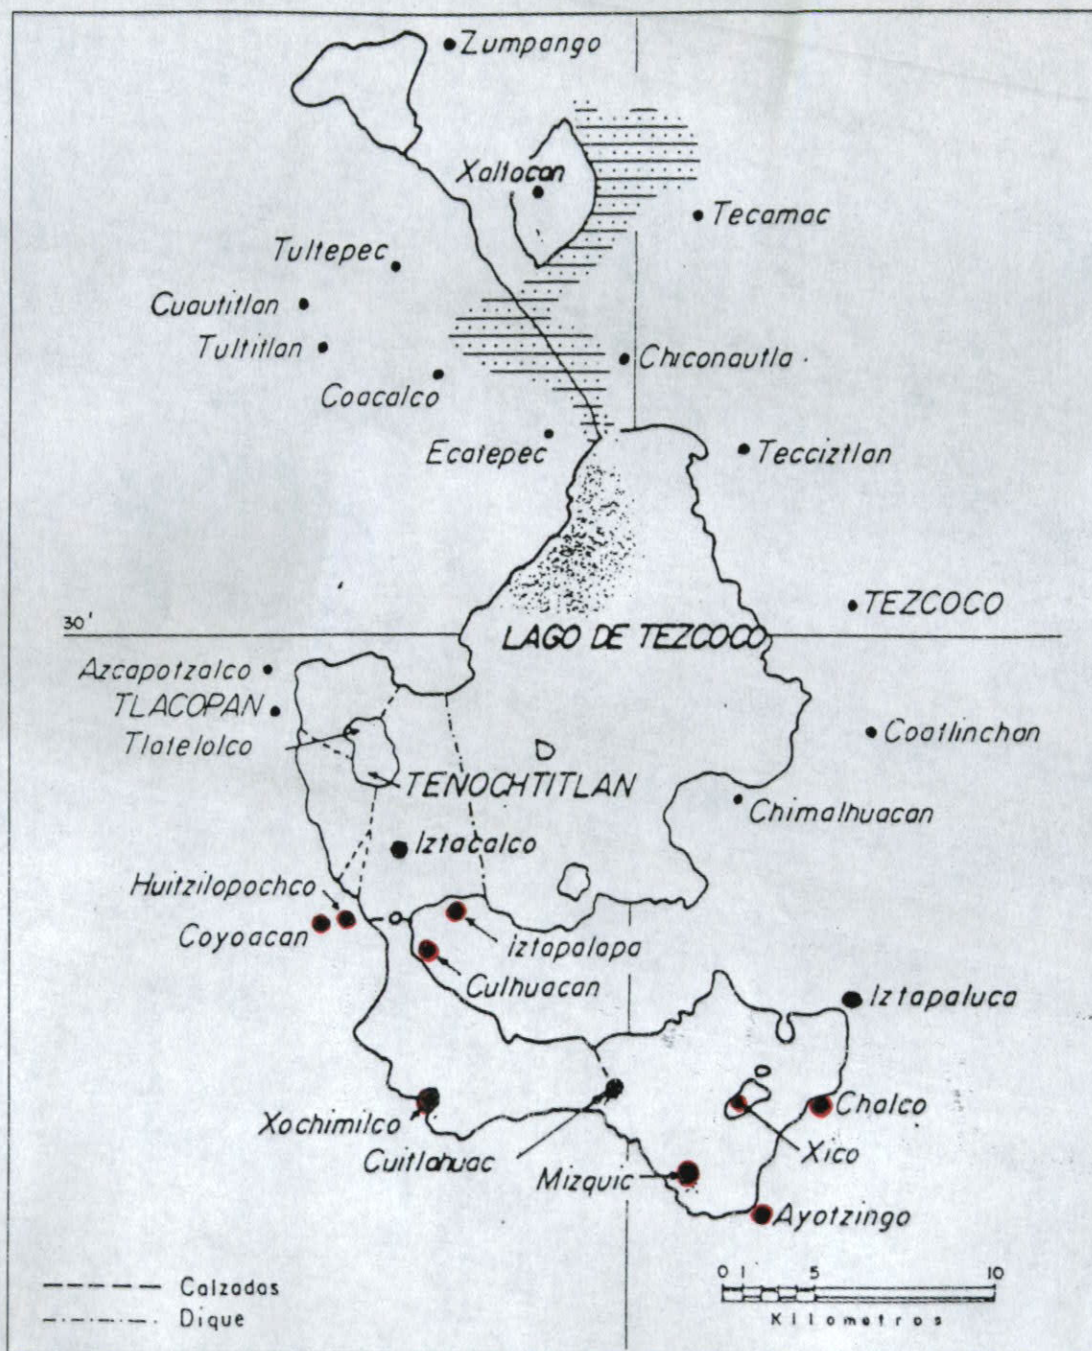 Zumpango
Xaltocan
Tecamac
Tultepec
Cuautitlan
Tultitlan
Chiconautla
Coacalco
Ecatepec
Tecciztlan
TEZCOCO
30'
LAGO DE TEZCOCO
Azcapotzalco
TLACOPAN
Tlatelolco
Coatlinchan
TENOCHTITLAN
Chimalhuacan
Iztacalco
Huitzilopochco
Coyoacan
iztapalapa
Culhuacan
Iztapaluca
Xochimilco
Chalco
Cuitlahuac
Xico
Mizquic
Ayotzingo
0 1 5 10
Kilometros
Calzadas
Dique